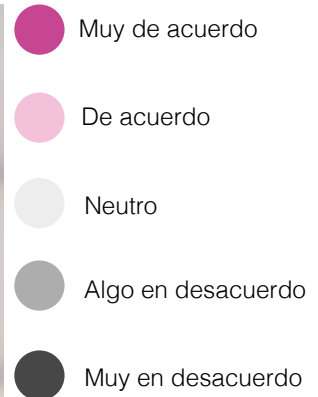 Muy de acuerdo
De acuerdo
Neutro
Algo en desacuerdo
Muy en desacuerdo